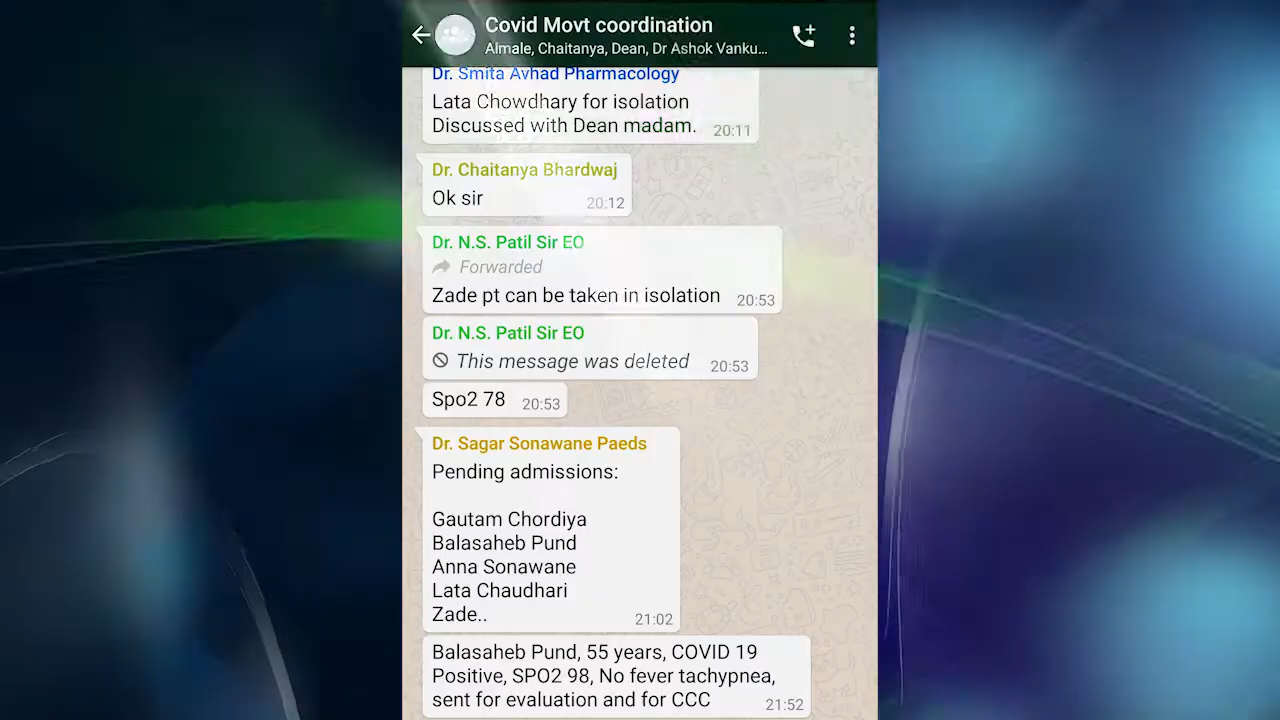 Covid Movt coordination
Almale, Chaitanya, Dean, Dr Ashok Vanku...
Dr. Smita Avhad Pharmacology
Lata Chowdhary for isolation
Discussed with Dean madam. 20:11
Dr. Chaitanya Bhardwaj
Ok sir 20:12
Dr. N.S. Patil Sir EO
Forwarded
Zade pt can be taken in isolation 20:53
Dr. N.S. Patil Sir EO
This message was deleted 20:53
Spo2 78 20:53
Dr. Sagar Sonawane Paeds
Pending admissions:
Gautam Chordiya
Balasaheb Pund
Anna Sonawane
Lata Chaudhari
Zade.. 21:02
Balasaheb Pund, 55 years, COVID 19
Positive, SPO2 98, No fever tachypnea,
sent for evaluation and for CCC 21:52